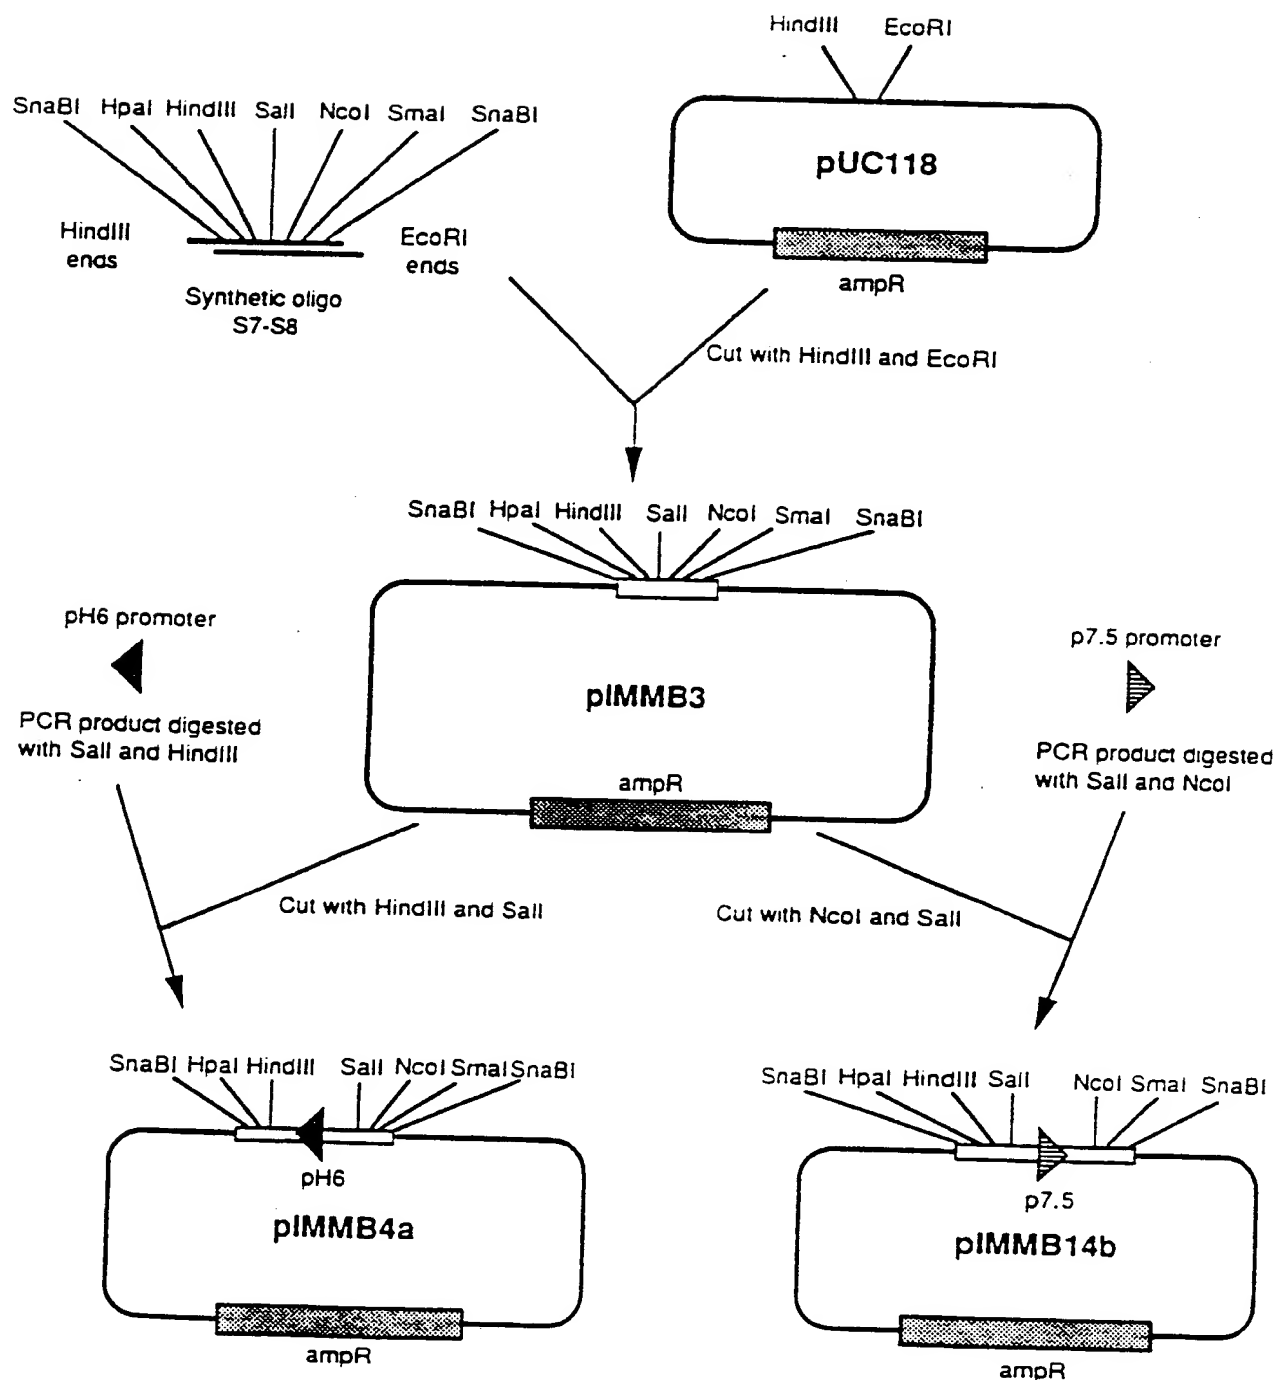 HindIII EcoRI
SnaBI HpaI HindIII SalI NcoI SmaI SnaBI
pUC118
HindIII
ends
EcoRI
ends
ampR
Synthetic oligo
S7-S8
Cut with HindIII and EcoRI
SnaBI HpaI HindIII SalI NcoI SmaI SnaBI
pH6 promoter
PCR product digested
with SalI and HindIII
pIMMB3
ampR
p7.5 promoter
PCR product digested
with SalI and NcoI
Cut with HindIII and SalI
Cut with NcoI and SalI
SnaBI HpaI HindIII SalI NcoI SmaI SnaBI
pH6
pIMMB4a
ampR
SnaBI HpaI HindIII SalI NcoI SmaI SnaBI
p7.5
pIMMB14b
ampR